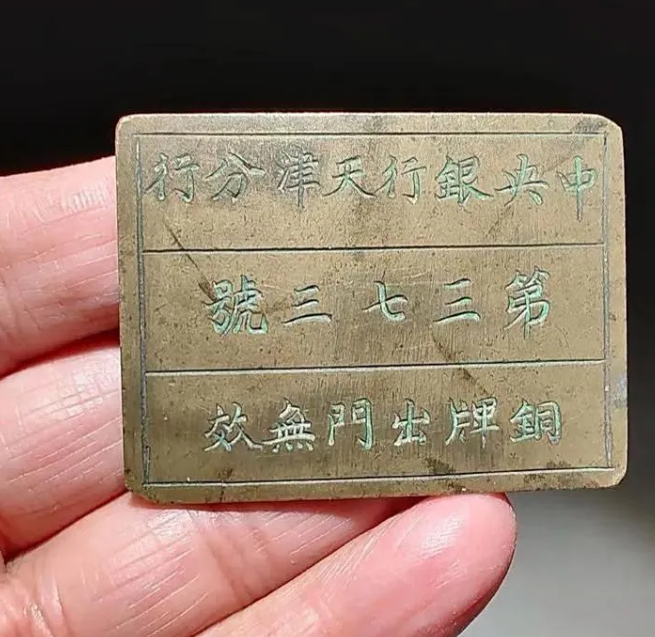 中央銀行天津分行
第三七三號
銅牌出門無效